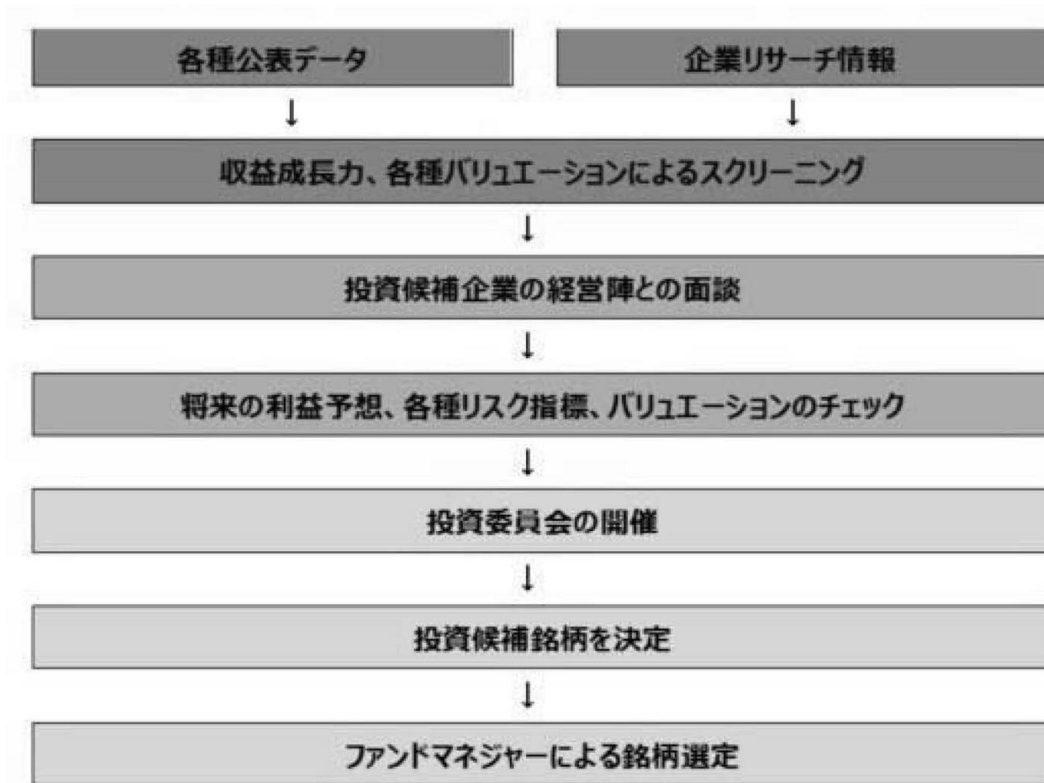 各種公表データ
企業リサーチ情報
↓
↓
収益成長力、各種バリュエーションによるスクリーニング
↓
投資候補企業の経営陣との面談
↓
将来の利益予想、各種リスク指標、バリュエーションのチェック
↓
投資委員会の開催
↓
投資候補銘柄を決定
↓
ファンドマネジャーによる銘柄選定